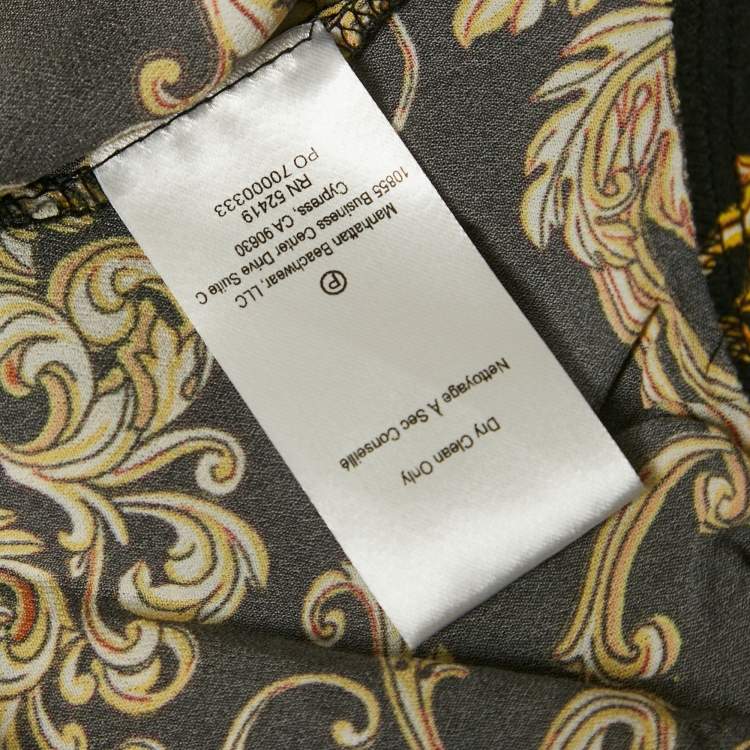 Dry Clean Only
Nettoyage À Sec Conseillé
P
Manhattan Beachwear, LLC
10855 Business Center Drive Suite C
Cypress, CA 90630
RN 52419
PO 70000333